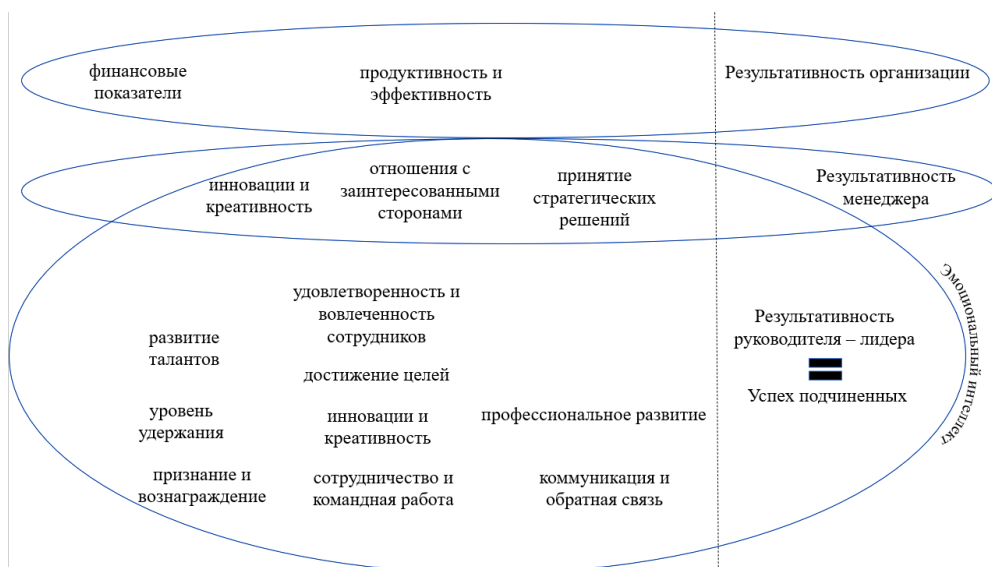 финансовые
показатели
продуктивность и
эффективность
Результативность организации
инновации и
креативность
отношения с
заинтересованными
сторонами
принятие
стратегических
решений
Результативность
менеджера
удовлетворенность и
вовлеченность
сотрудников
развитие
талантов
достижение целей
уровень
удержания
инновации и
креативность
профессиональное развитие
признание и
вознаграждение
сотрудничество и
командная работа
коммуникация и
обратная связь
Результативность
руководителя – лидера
=
Успех подчиненных
Эмоциональный интеллект